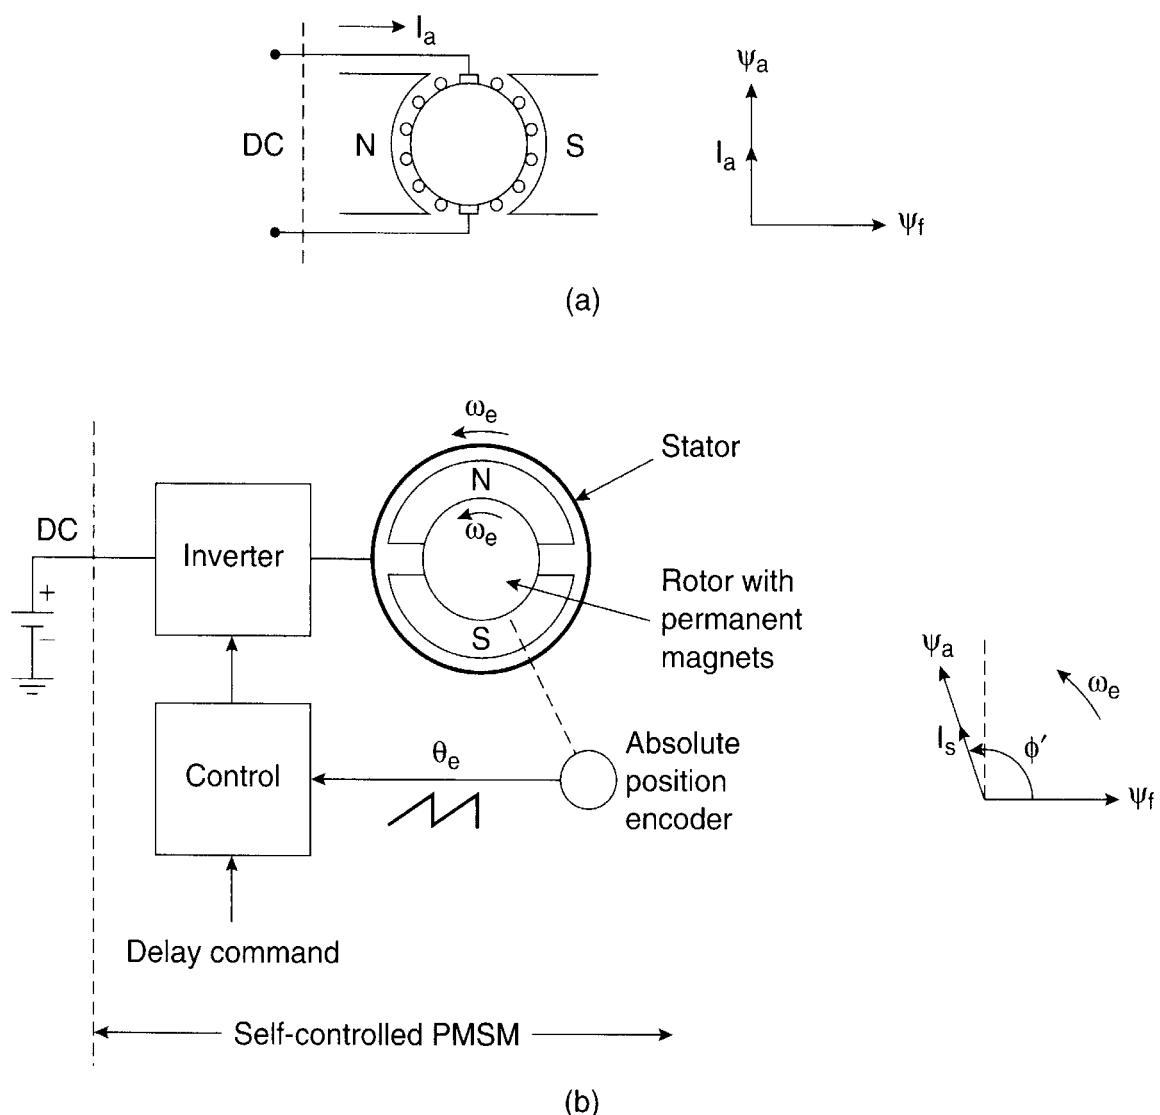 I_a
DC
N
S
ψ_a
I_a
ψ_f
(a)
ω_e
Stator
N
ω_e
DC
Inverter
+
−
Rotor with
permanent
magnets
S
ψ_a
ω_e
I_s
ϕ′
ψ_f
Control
θ_e
Absolute
position
encoder
Delay command
Self-controlled PMSM
(b)